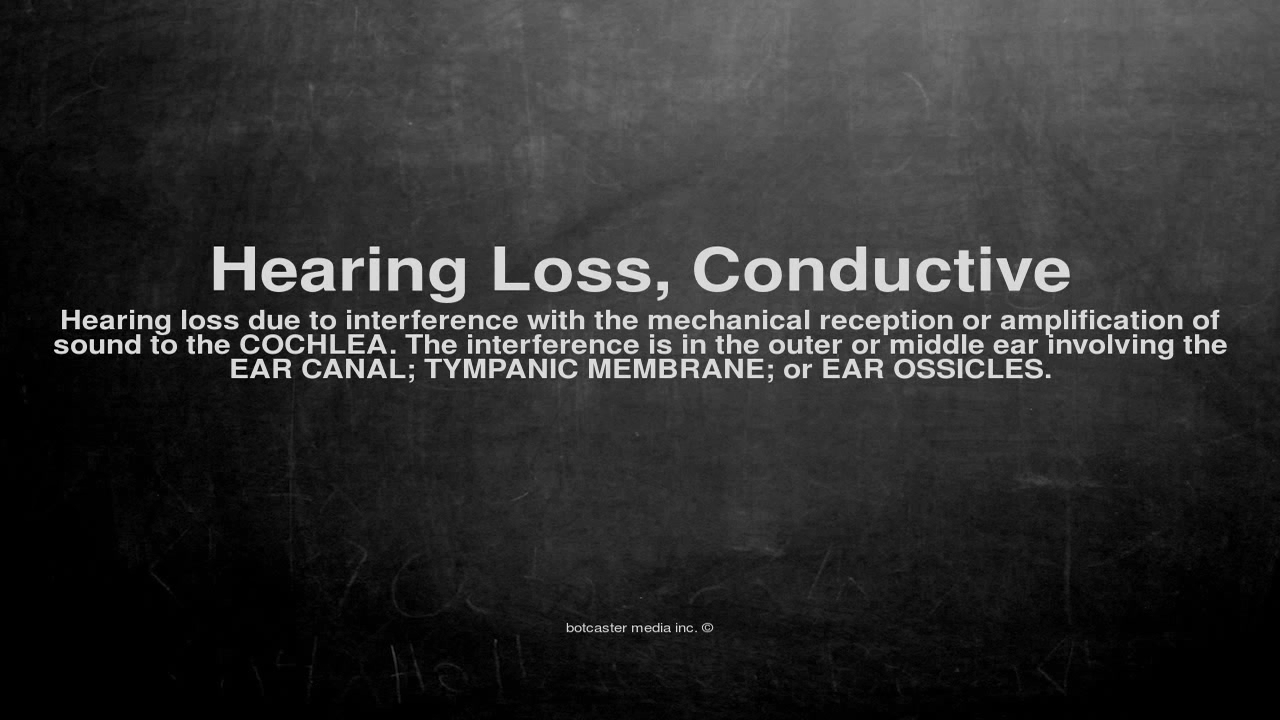 Hearing Loss, Conductive
Hearing loss due to interference with the mechanical reception or amplification of
sound to the COCHLEA. The interference is in the outer or middle ear involving the
EAR CANAL; TYMPANIC MEMBRANE; or EAR OSSICLES.
botcaster media inc. ©